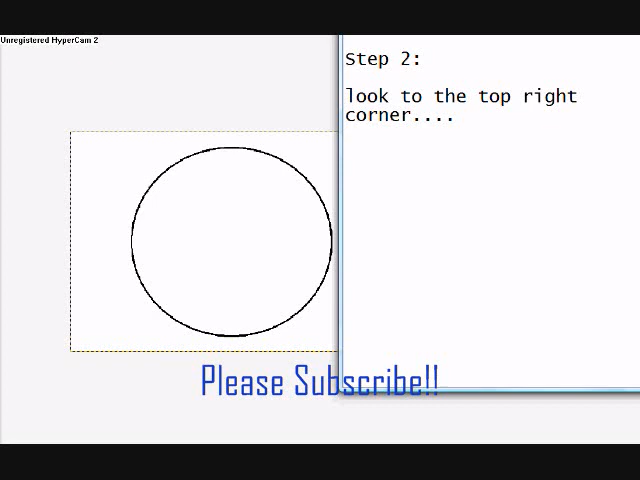 Unregistered HyperCam 2
Step 2:
look to the top right
corner....
Please Subscribe!!